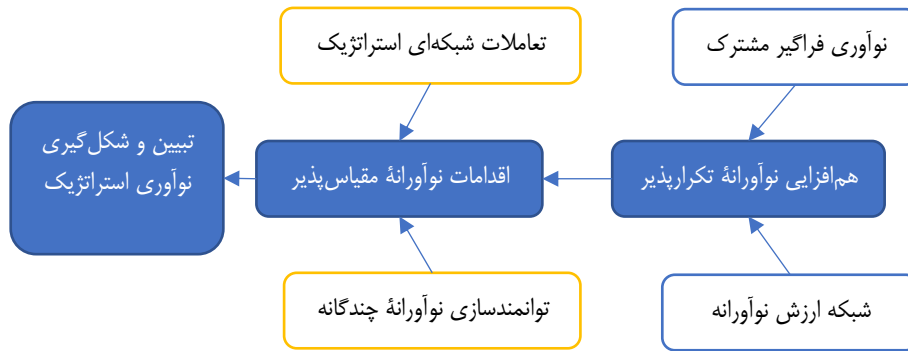 نوآوری فراگیر مشترک
تعاملات شبکه‌ای استراتژیک
هم‌افزایی نوآورانهٔ تکرارپذیر
اقدامات نوآورانهٔ مقیاس‌پذیر
تبیین و شکل‌گیری
نوآوری استراتژیک
شبکه ارزش نوآورانه
توانمندسازی نوآورانهٔ چندگانه